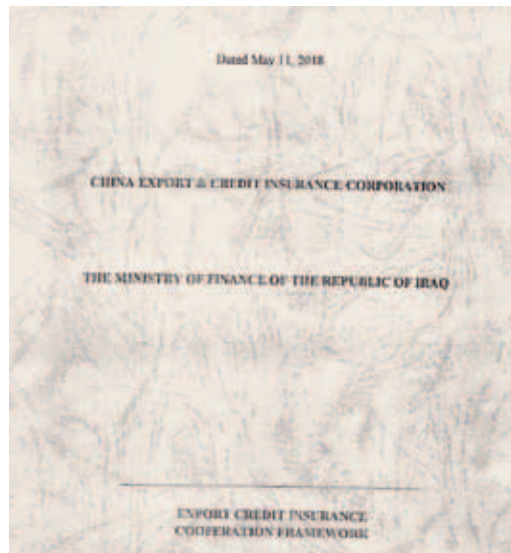 Dated May 11, 2018
CHINA EXPORT & CREDIT INSURANCE CORPORATION
THE MINISTRY OF FINANCE OF THE REPUBLIC OF IRAQ
EXPORT CREDIT INSURANCE
COOPERATION FRAMEWORK